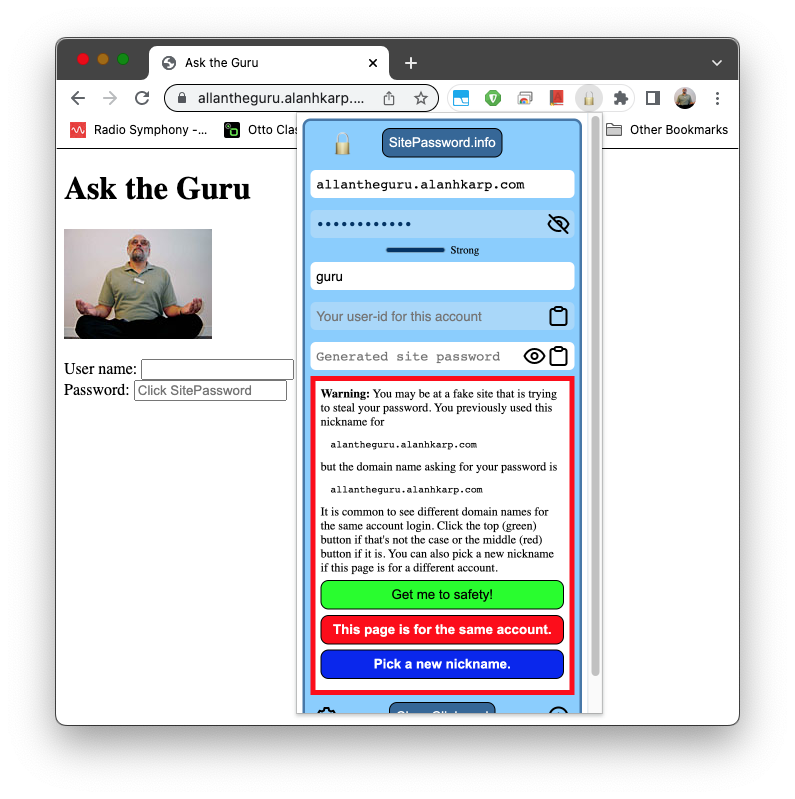 Ask the Guru
allantheguru.alanhkarp....
Radio Symphony -...
Otto Clas
Other Bookmarks
Ask the Guru
User name:
Password: Click SitePassword
SitePassword.info
allantheguru.alanhkarp.com
••••••••••••
Strong
guru
Your user-id for this account
Generated site password
Warning: You may be at a fake site that is trying
to steal your password. You previously used this
nickname for
alantheguru.alanhkarp.com
but the domain name asking for your password is
allantheguru.alanhkarp.com
It is common to see different domain names for
the same account login. Click the top (green)
button if that's not the case or the middle (red)
button if it is. You can also pick a new nickname
if this page is for a different account.
Get me to safety!
This page is for the same account.
Pick a new nickname.